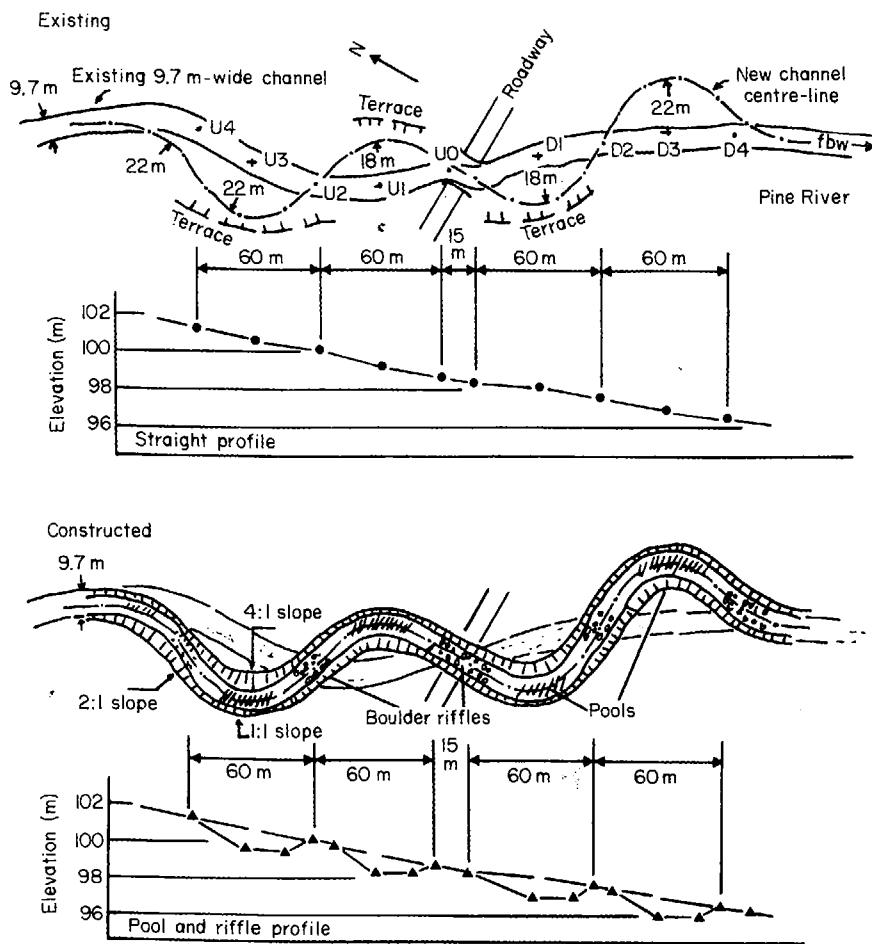 Existing
Existing 9.7 m-wide channel
9.7 m
N
Roadway
New channel
centre-line
Terrace
22m
U4
U3
18m
U0
D1
D2
D3
D4
fbw
22m
22m
U2
U1
18m
Pine River
Terrace
Terrace
15
m
60 m
60 m
60 m
60 m
Elevation (m)
102
100
98
96
Straight profile
Constructed
9.7 m
4:1 slope
2:1 slope
1:1 slope
Boulder riffles
Pools
15
m
60 m
60 m
60 m
60 m
Elevation (m)
102
100
98
96
Pool and riffle profile